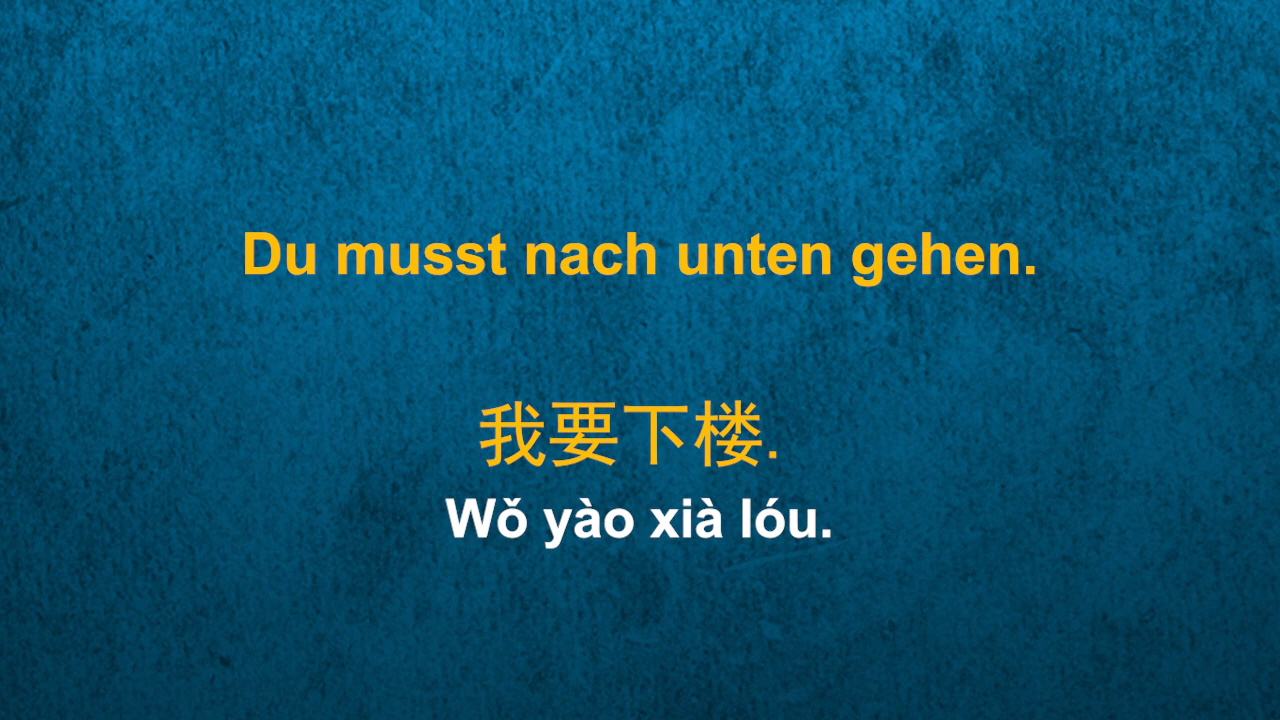 Du musst nach unten gehen.
我要下楼.
Wǒ yào xià lóu.